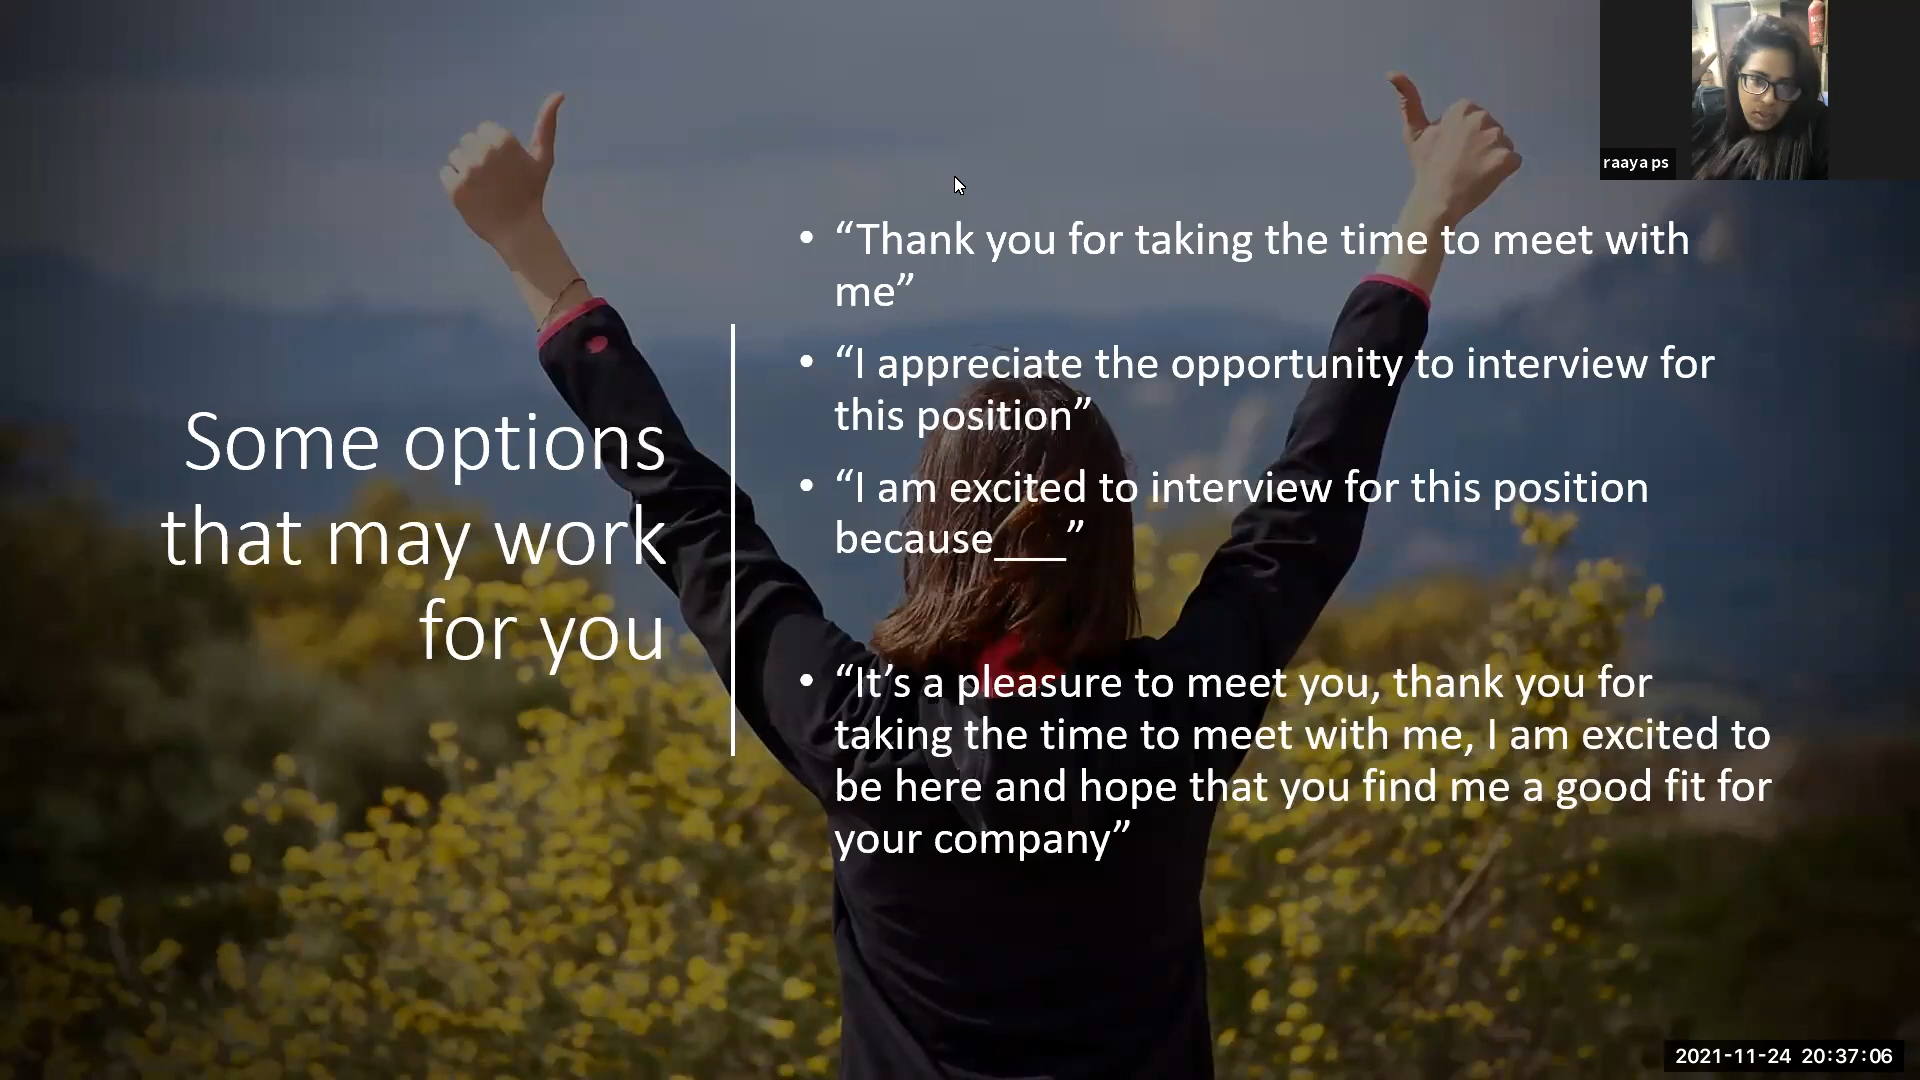 Some options
that may work
for you
• “Thank you for taking the time to meet with
me”
• “I appreciate the opportunity to interview for
this position”
• “I am excited to interview for this position
because___”
• “It’s a pleasure to meet you, thank you for
taking the time to meet with me, I am excited to
be here and hope that you find me a good fit for
your company”
raaya ps
2021-11-24 20:37:06